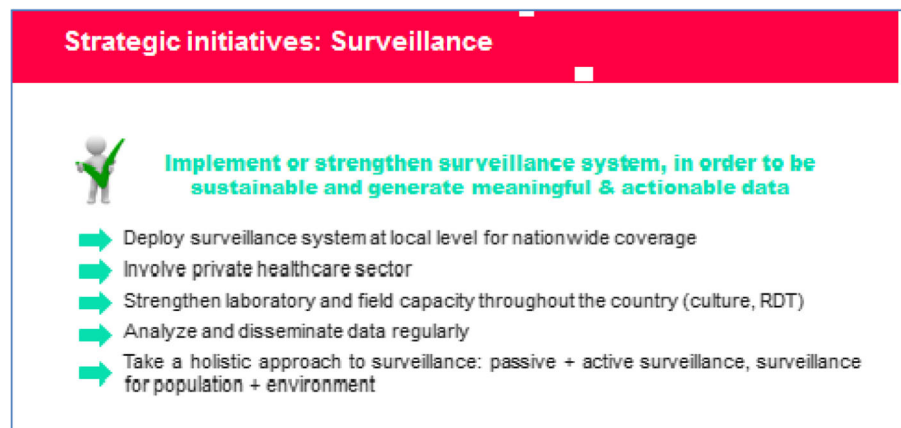 Strategic initiatives: Surveillance
Implement or strengthen surveillance system, in order to be
sustainable and generate meaningful & actionable data
Deploy surveillance system at local level for nationwide coverage
Involve private healthcare sector
Strengthen laboratory and field capacity throughout the country (culture, RDT)
Analyze and disseminate data regularly
Take a holistic approach to surveillance: passive + active surveillance, surveillance
for population + environment